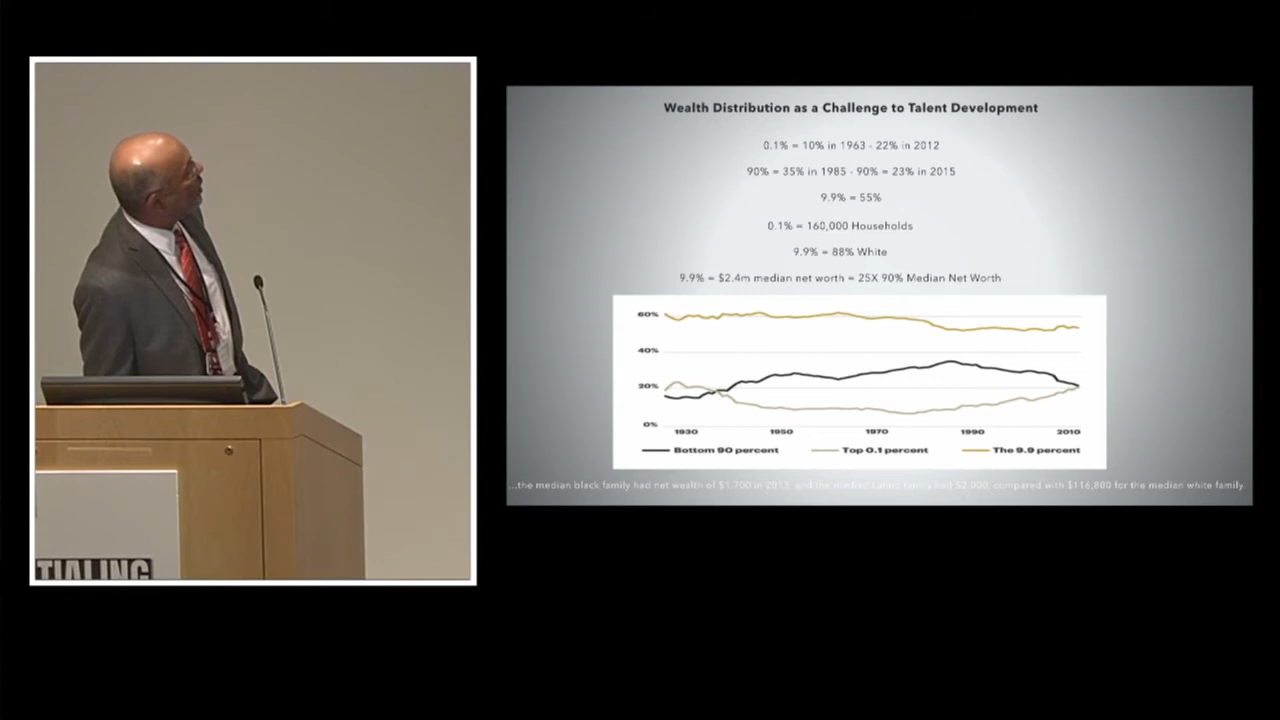 Wealth Distribution as a Challenge to Talent Development
0.1% = 10% in 1963 - 22% in 2012
90% = 35% in 1985 - 90% = 23% in 2015
9.9% = 55%
0.1% = 160,000 Households
9.9% = 88% White
9.9% = $2.4m median net worth = 25X 90% Median Net Worth
60%
40%
20%
0%
1930 1950 1970 1990 2010
Bottom 90 percent Top 0.1 percent The 9.9 percent
...the median black family had net wealth of $1,700 in 2013, and the median family had $2,000, compared with $116,800 for the median white family
TIALING